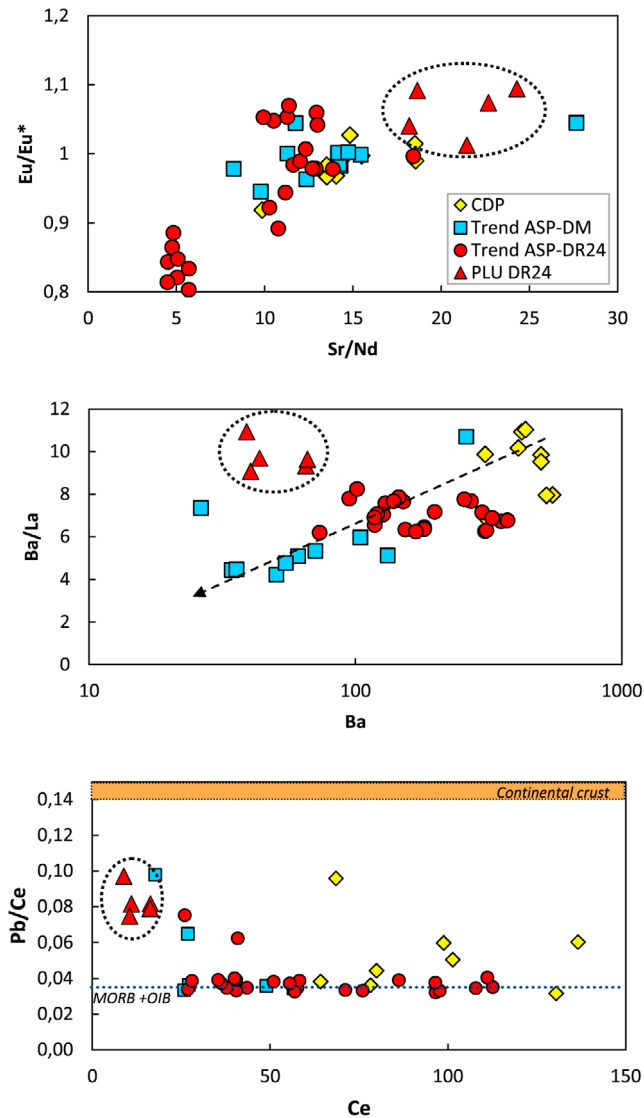 1,2
1,1
1
0,9
0,8
Eu/Eu*
CDP
Trend ASP-DM
Trend ASP-DR24
PLU DR24
0 5 10 15 20 25 30
Sr/Nd
12
10
8
6
4
2
0
Ba/La
10 100 1000
Ba
0,14
0,12
0,10
0,08
0,06
0,04
0,02
0,00
Pb/Ce
Continental crust
MORB +OIB
0 50 100 150
Ce